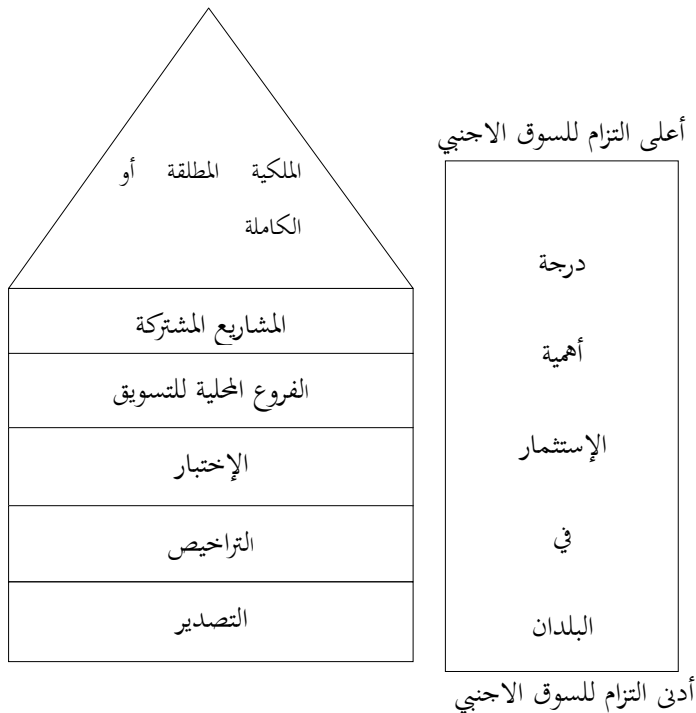 الملكية المطلقة أو
الكاملة
المشاريع المشتركة
الفروع المحلية للتسويق
الإختبار
التراخيص
التصدير
أعلى التزام للسوق الاجنبي
درجة
أهمية
الإستثمار
في
البلدان
أدنى التزام للسوق الاجنبي